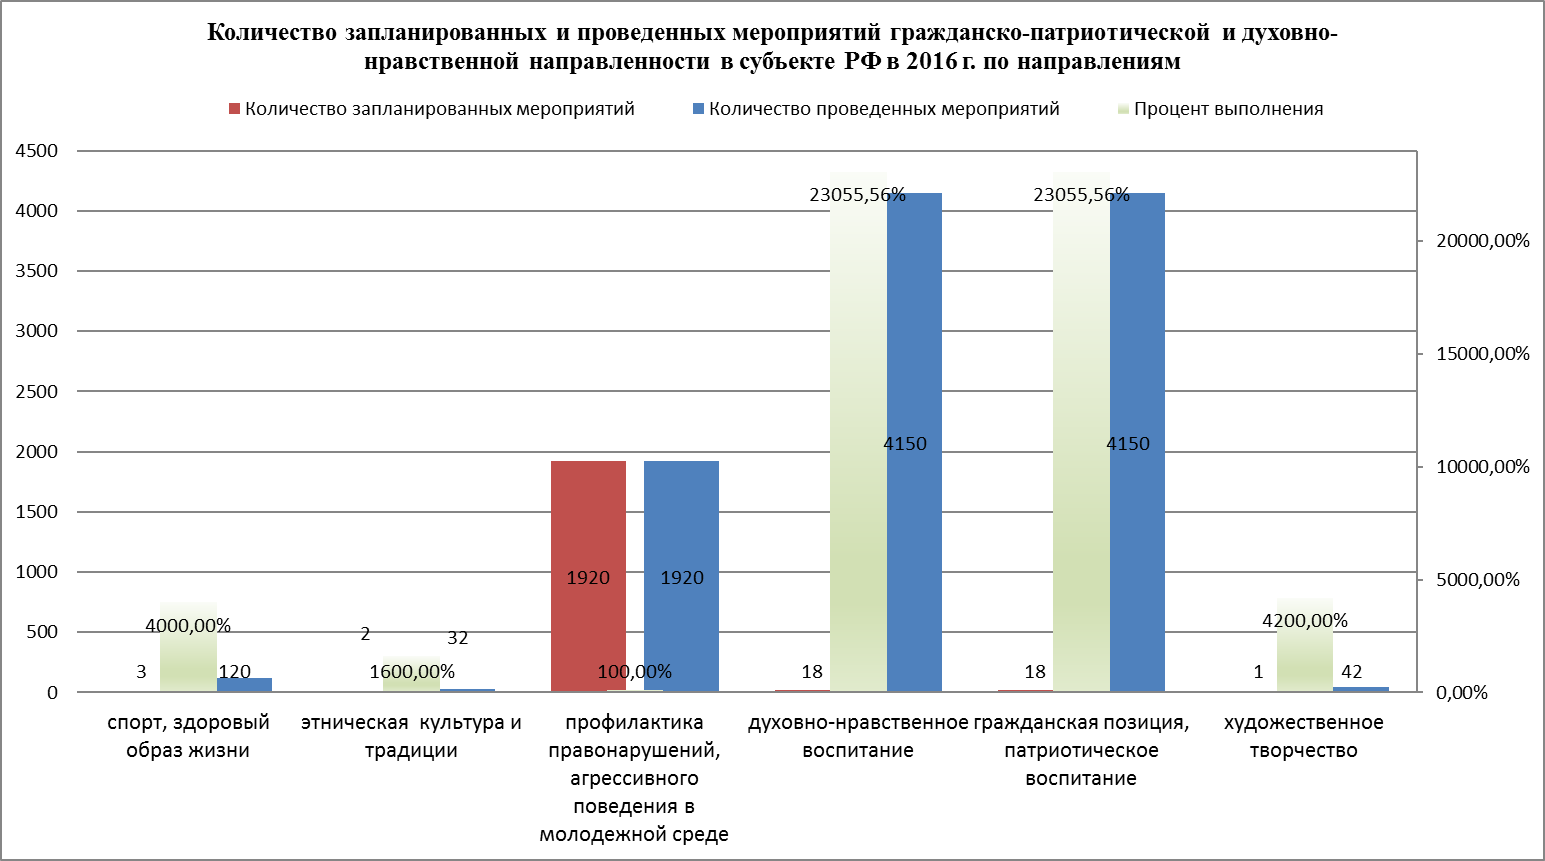 Количество запланированных и проведенных мероприятий гражданско-патриотической и духовно-
нравственной направленности в субъекте РФ в 2016 г. по направлениям
Количество запланированных мероприятий
Количество проведенных мероприятий
Процент выполнения
4500
4000
3500
3000
2500
2000
1500
1000
500
0
20000,00%
15000,00%
10000,00%
5000,00%
0,00%
3
4000,00%
120
2
1600,00%
32
1920
100,00%
1920
18
23055,56%
4150
18
23055,56%
4150
1
4200,00%
42
спорт, здоровый
образ жизни
этническая культура и
традиции
профилактика
правонарушений,
агрессивного
поведения в
молодежной среде
духовно-нравственное
воспитание
гражданская позиция,
патриотическое
воспитание
художественное
творчество